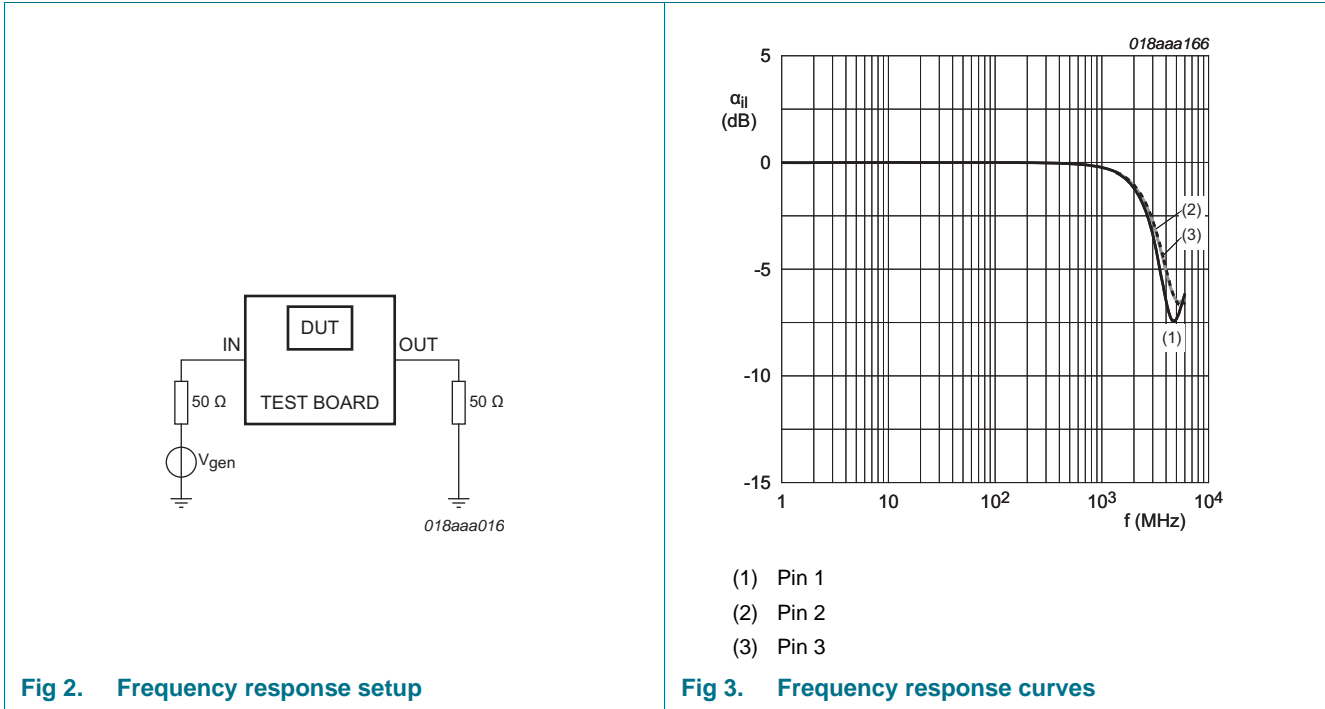 IN
DUT
OUT
50 Ω
TEST BOARD
50 Ω
Vgen
018aaa016
Fig 2. Frequency response setup
018aaa166
5
αil
(dB)
0
(2)
(3)
-5
(1)
-10
-15
1
10
10²
10³
10⁴
f (MHz)
(1) Pin 1
(2) Pin 2
(3) Pin 3
Fig 3. Frequency response curves